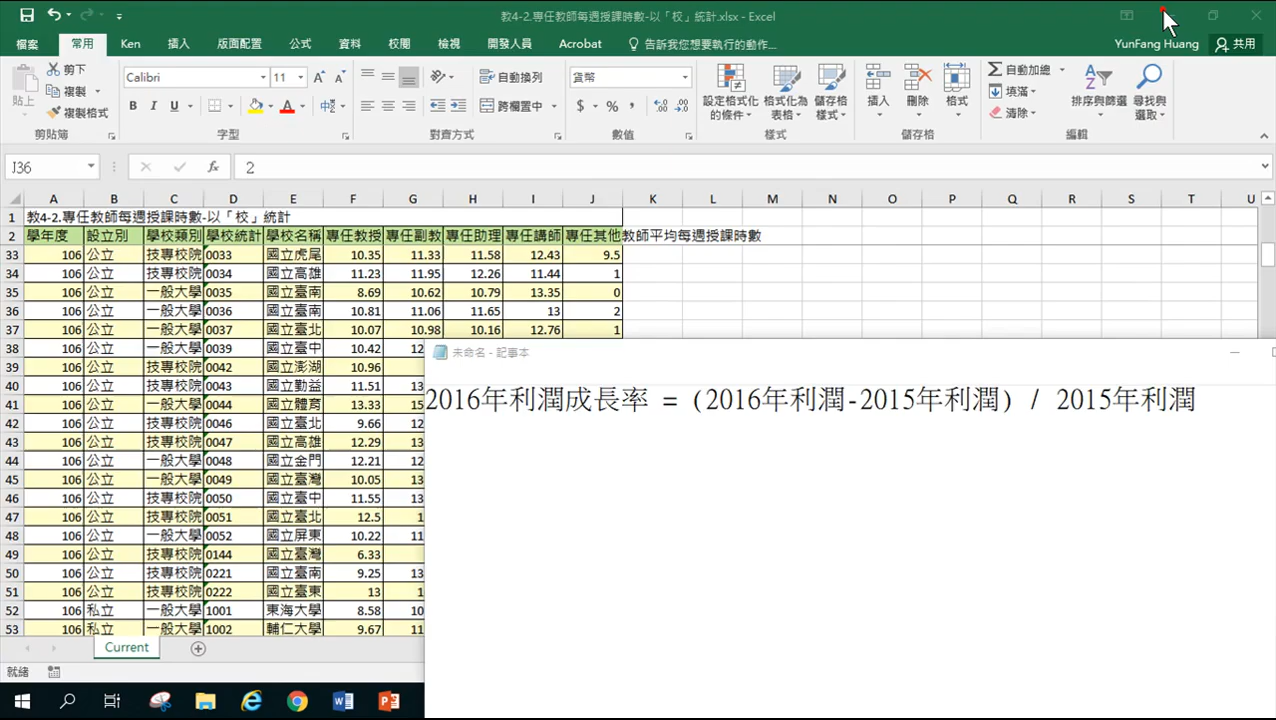 教4-2.專任教師每週授課時數-以「校」統計.xlsx - Excel
檔案 常用 Ken 插入 版面配置 公式 資料 校閱 檢視 開發人員 Acrobat 告訴我您想要執行的動作... YunFang Huang 共用
貼上 剪下 複製 複製格式 剪貼簿
Calibri 11 B I U A 字型
自動換列 跨欄置中 對齊方式
貨幣 $ % 數值
設定格式化的條件 格式化為表格 儲存格樣式 樣式
插入 刪除 格式 儲存格
自動加總 填滿 清除 排序與篩選 尋找與選取 編輯
J36 fx 2
A B C D E F G H I J K L M N O P Q R S T U
1 教4-2.專任教師每週授課時數-以「校」統計
2 學年度 設立別 學校類別 學校統計 學校名稱 專任教授 專任副教 專任助理 專任講師 專任其他教師平均每週授課時數
33 106 公立 技專校院 0033 國立虎尾 10.35 11.33 11.58 12.43 9.5
34 106 公立 技專校院 0034 國立高雄 11.23 11.95 12.26 11.44 1
35 106 公立 一般大學 0035 國立臺南 8.69 10.62 10.79 13.35 0
36 106 公立 一般大學 0036 國立臺南 10.81 11.06 11.65 13 2
37 106 公立 一般大學 0037 國立臺北 10.07 10.98 10.16 12.76 1
38 106 公立 一般大學 0039 國立臺中 10.42 12
39 106 公立 技專校院 0042 國立澎湖 10.96
40 106 公立 技專校院 0043 國立勤益 11.51 13
41 106 公立 一般大學 0044 國立體育 13.33 15
42 106 公立 技專校院 0046 國立臺北 9.66 12
43 106 公立 技專校院 0047 國立高雄 12.29 13
44 106 公立 一般大學 0048 國立金門 12.21 12
45 106 公立 一般大學 0049 國立臺灣 10.05 13
46 106 公立 技專校院 0050 國立臺中 11.55 13
47 106 公立 技專校院 0051 國立臺北 12.5 1
48 106 公立 一般大學 0052 國立屏東 10.22 11
49 106 公立 技專校院 0144 國立臺灣 6.33
50 106 公立 技專校院 0221 國立臺南 9.25 13
51 106 公立 技專校院 0222 國立臺東 13 1
52 106 私立 一般大學 1001 東海大學 8.58 10
53 106 私立 一般大學 1002 輔仁大學 9.67 11
未命名 - 記事本
2016年利潤成長率 = (2016年利潤-2015年利潤) / 2015年利潤
Current
就緒